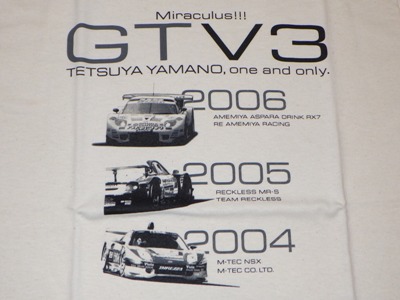 Miraculus!!!
GTV3
TETSUYA YAMANO, one and only.
2006
AMEMIYA ASPARA DRINK RX7
RE AMEMIYA RACING
2005
RECKLESS MR-S
TEAM RECKLESS
2004
M-TEC NSX
M-TEC CO. LTD.